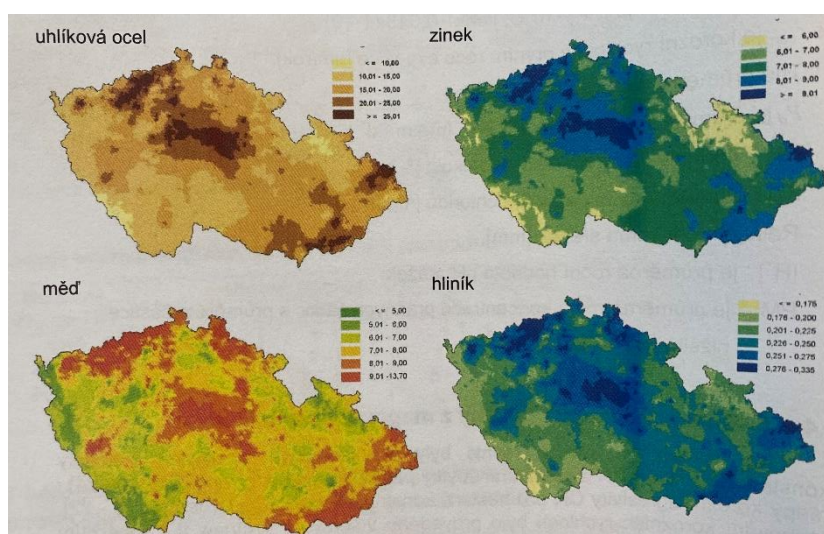 uhlíková ocel
<= 10,00
10,01 - 15,00
15,01 - 20,00
20,01 - 25,00
>= 25,01
zinek
<= 6,00
6,01 - 7,00
7,01 - 8,00
8,01 - 9,00
>= 9,01
měď
<= 5,00
5,01 - 6,00
6,01 - 7,00
7,01 - 8,00
8,01 - 9,00
9,01 - 13,70
hliník
<= 0,175
0,176 - 0,200
0,201 - 0,225
0,226 - 0,250
0,251 - 0,275
0,276 - 0,335